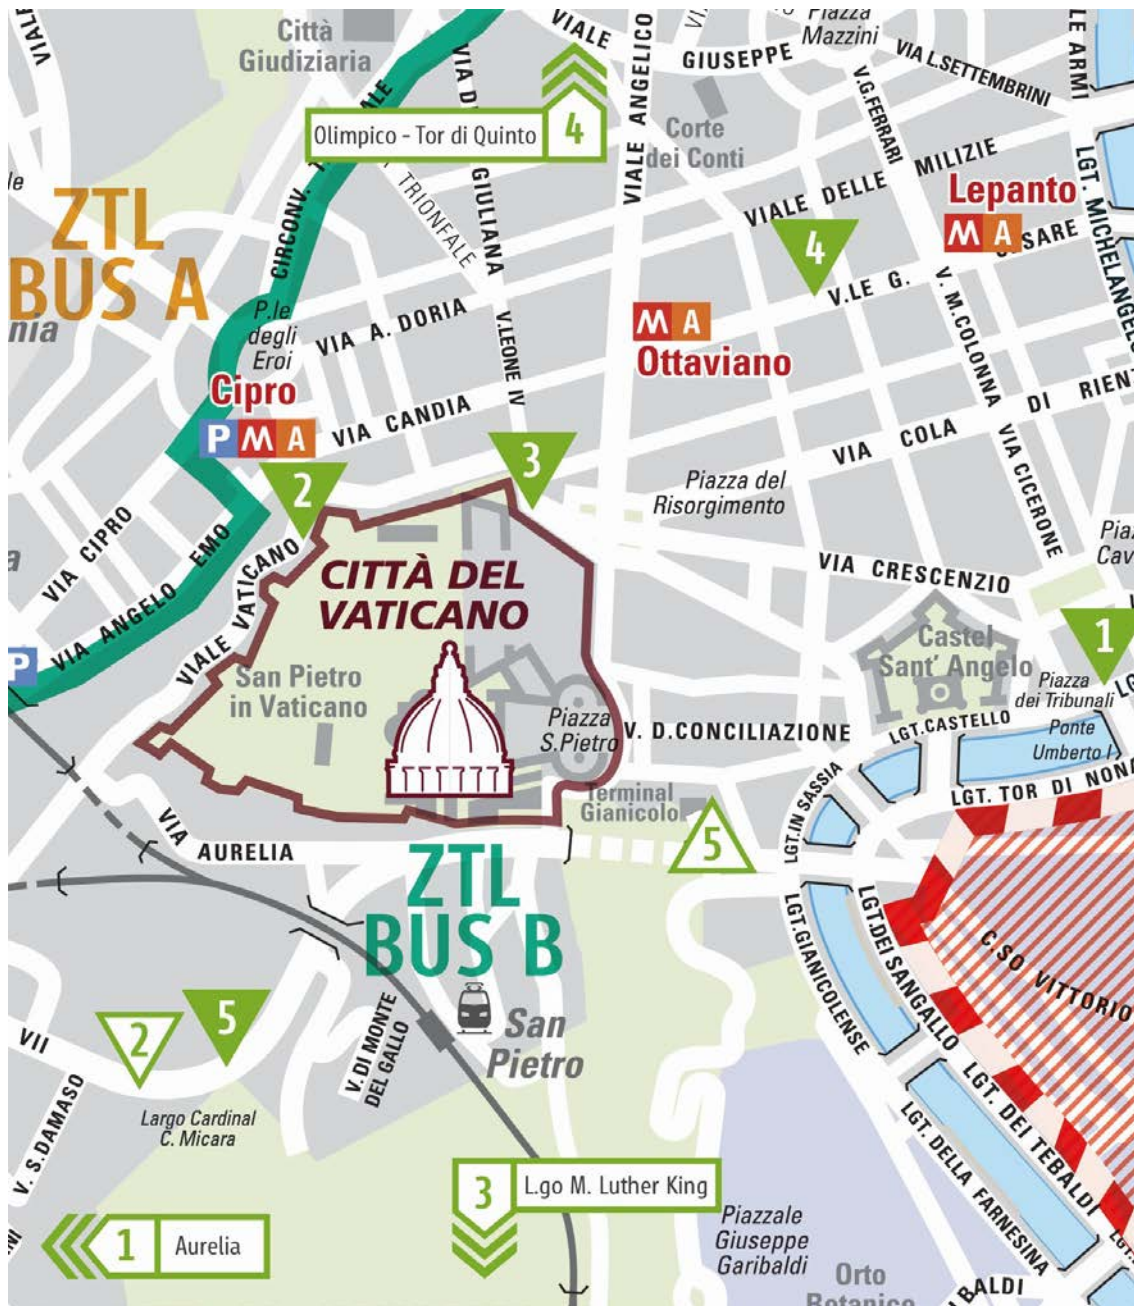 Città
Giudiziaria
VIALE
VIALE
GIUSEPPE
Piazza
Mazzini
VIA L.SETTEMBRINI
LE ARMI
Olimpico - Tor di Quinto
4
VIALE ANGELICO
Corte
dei Conti
V.G.FERRARI
VIALE DELLE MILIZIE
LGT. MICHELANGELO
GIULIANA
TRIONFALE
CIRCONV.
ZTL
BUS A
Lepanto
M A
4
V.LE G.
V. M.COLONNA
P.le
degli
Eroi
VIA A. DORIA
V.LEONE IV
M A
Ottaviano
Cipro
P M A
VIA CANDIA
DI
VIA COLA
VIA CICERONE
2
3
Piazza del
Risorgimento
VIA CIPRO
VIA ANGELO EMO
VIALE VATICANO
CITTÀ DEL
VATICANO
VIA CRESCENZIO
P
San Pietro
in Vaticano
Castel
Sant' Angelo
1
Piazza
dei Tribunali
Piazza
S.Pietro
V. D.CONCILIAZIONE
LGT.CASTELLO
Ponte
Umberto I
Terminal
Gianicolo
LGT.IN SASSIA
LGT. TOR DI NONA
VIA AURELIA
5
ZTL
BUS B
LGT.GIANICOLENSE
LGT.DEI SANGALLO
C.SO VITTORIO
San
Pietro
VII
2
5
V. DI MONTE
DEL GALLO
V. S.DAMASO
Largo Cardinal
C. Micara
LGT. DEI TEBALDI
LGT. DELLA FARNESINA
3
L.go M. Luther King
1
Aurelia
Piazzale
Giuseppe
Garibaldi
Orto
Botanico